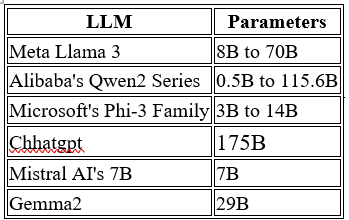 LLM Parameters
Meta Llama 3 8B to 70B
Alibaba's Qwen2 Series 0.5B to 115.6B
Microsoft's Phi-3 Family 3B to 14B
Chhatgpt 175B
Mistral AI's 7B 7B
Gemma2 29B